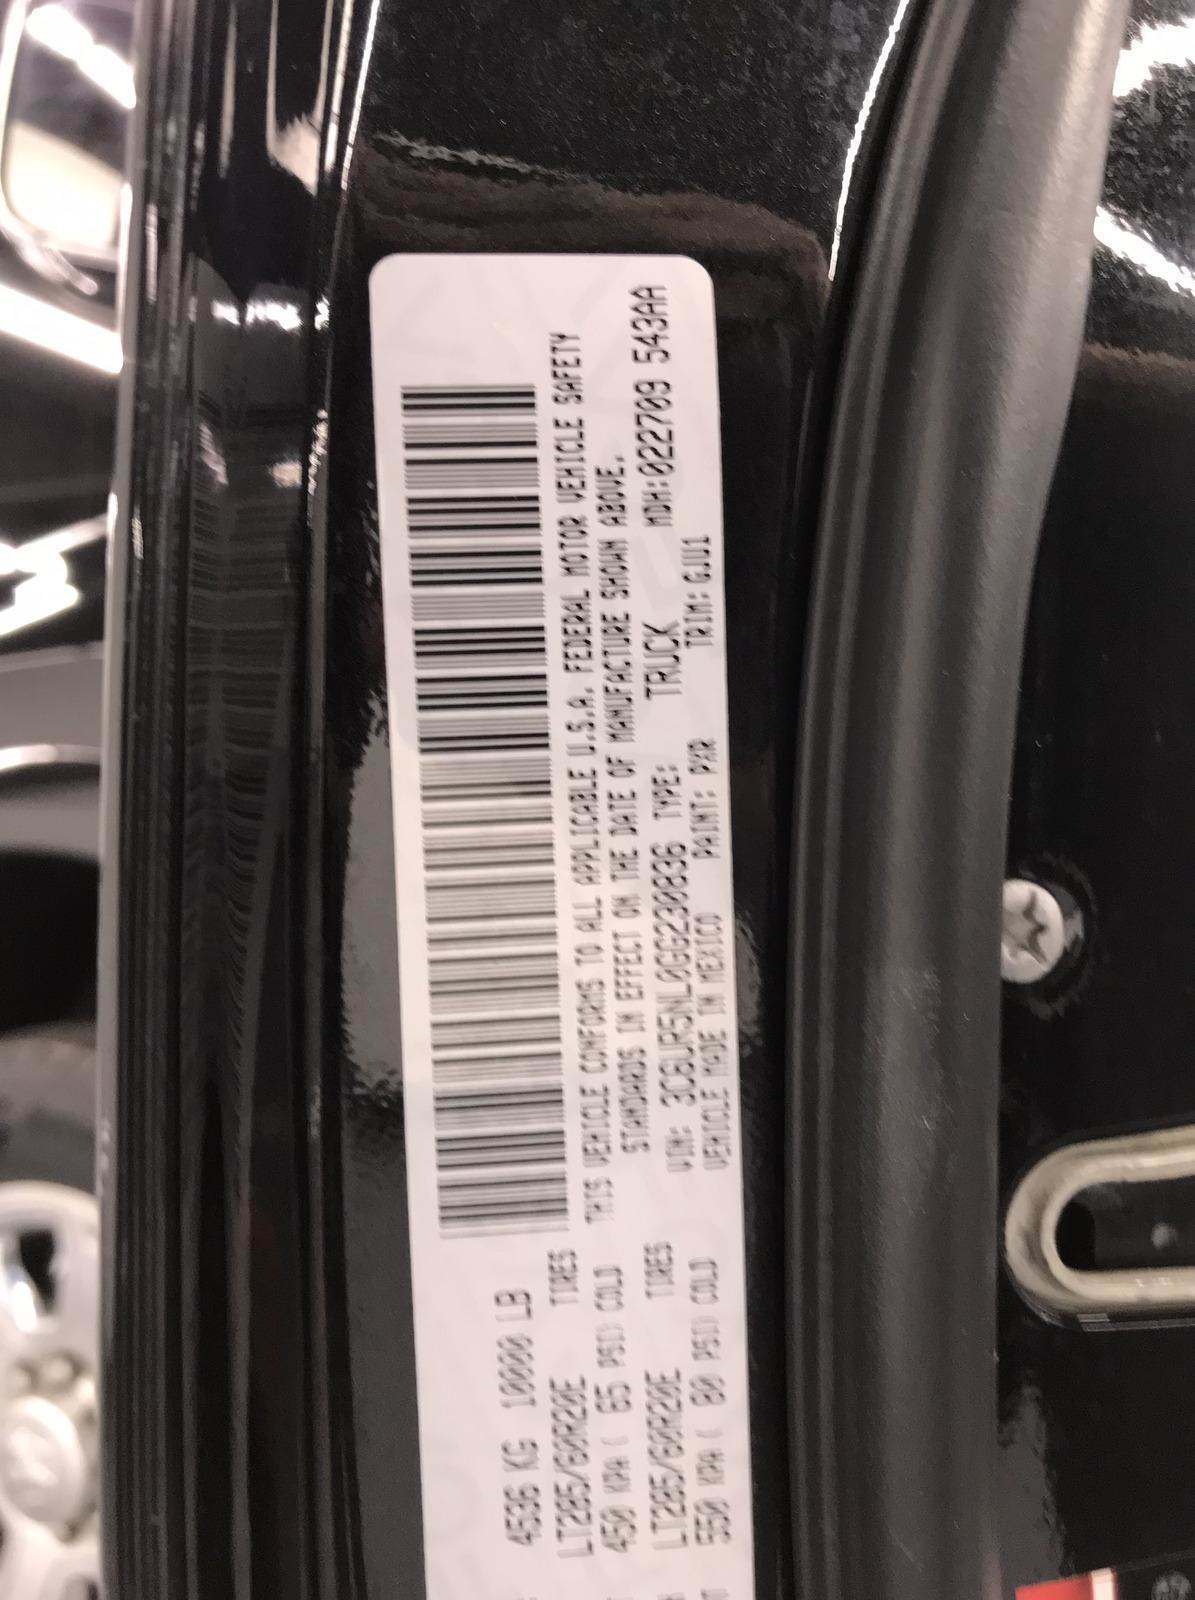 4536 KG 10000 LB
LT285/60R20E TIRES
450 KPA ( 65 PSI) COLD
LT285/60R20E TIRES
550 KPA ( 80 PSI) COLD
THIS VEHICLE CONFORMS TO ALL APPLICABLE U.S.A. FEDERAL MOTOR VEHICLE SAFETY
STANDARDS IN EFFECT ON THE DATE OF MANUFACTURE SHOWN ABOVE.
VIN: 3C6UR5NL0GG230836 TYPE: TRUCK MDH:022709 543AA
VEHICLE MADE IN MEXICO PAINT: PXR TRIM: GJU1